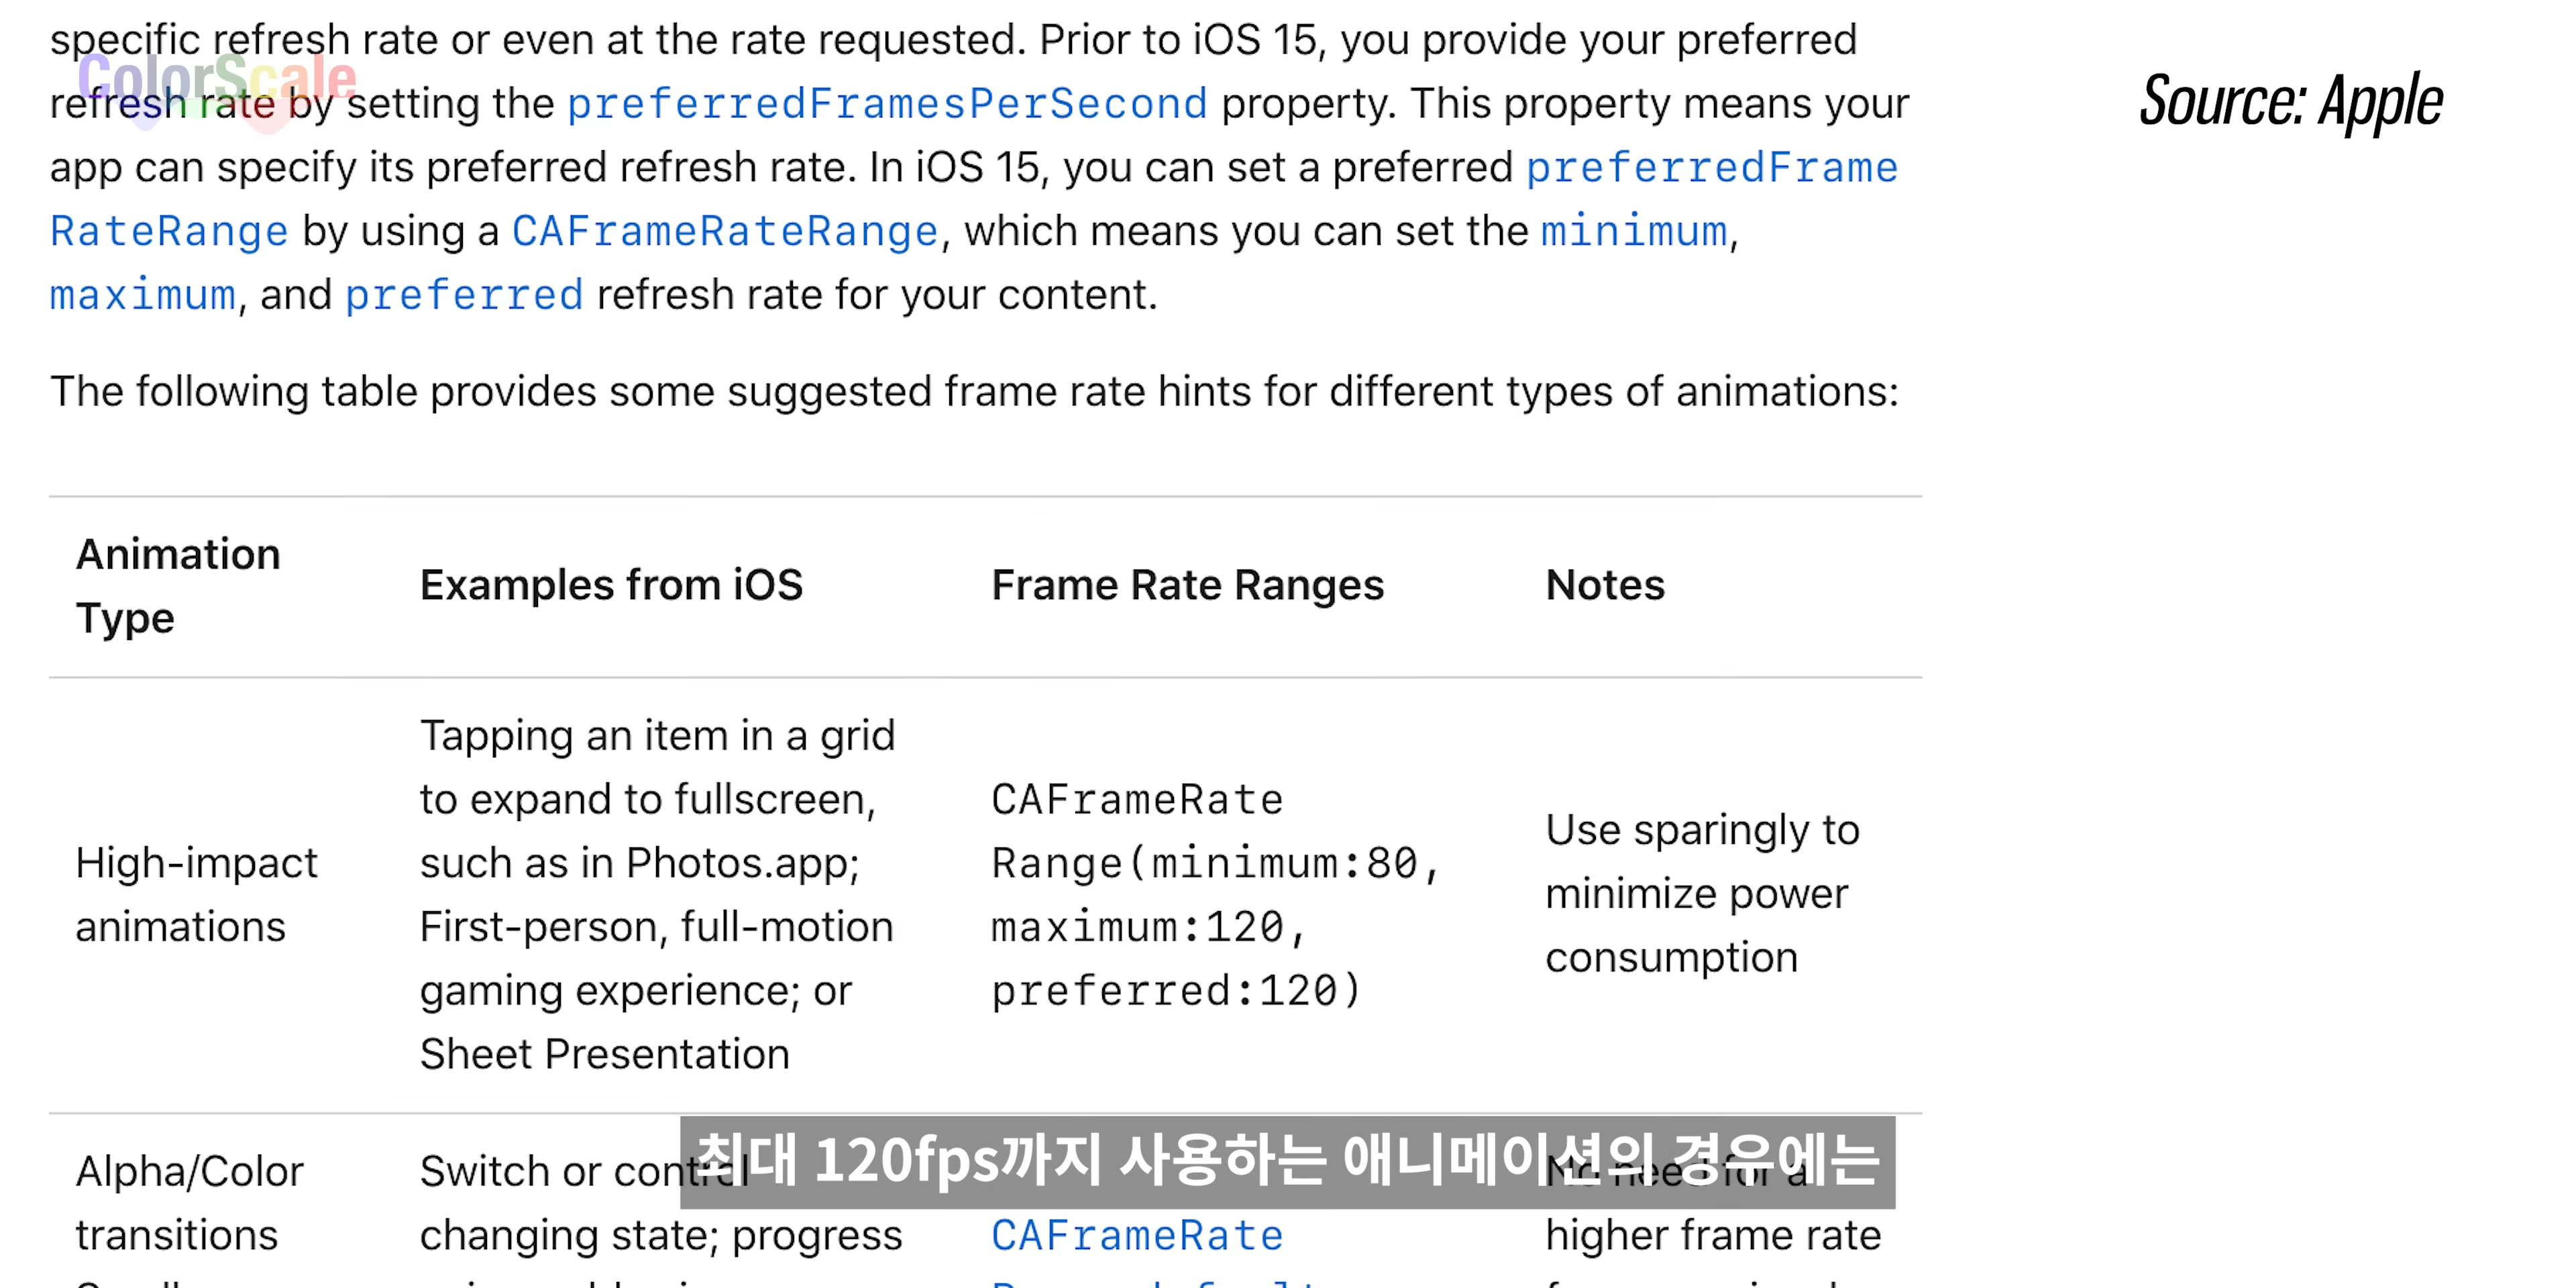 specific refresh rate or even at the rate requested. Prior to iOS 15, you provide your preferred
ColorScale
refresh rate by setting the preferredFramesPerSecond property. This property means your
Source: Apple
app can specify its preferred refresh rate. In iOS 15, you can set a preferred preferredFrame
RateRange by using a CAFrameRateRange, which means you can set the minimum,
maximum, and preferred refresh rate for your content.
The following table provides some suggested frame rate hints for different types of animations:
Animation
Type
Examples from iOS
Frame Rate Ranges
Notes
High-impact
animations
Tapping an item in a grid
to expand to fullscreen,
such as in Photos.app;
First-person, full-motion
gaming experience; or
Sheet Presentation
CAFrameRate
Range(minimum:80,
maximum:120,
preferred:120)
Use sparingly to
minimize power
consumption
Alpha/Color
transitions
Switch or control
changing state; progress
CAFrameRate
No need for a
higher frame rate
최대 120fps까지 사용하는 애니메이션의 경우에는